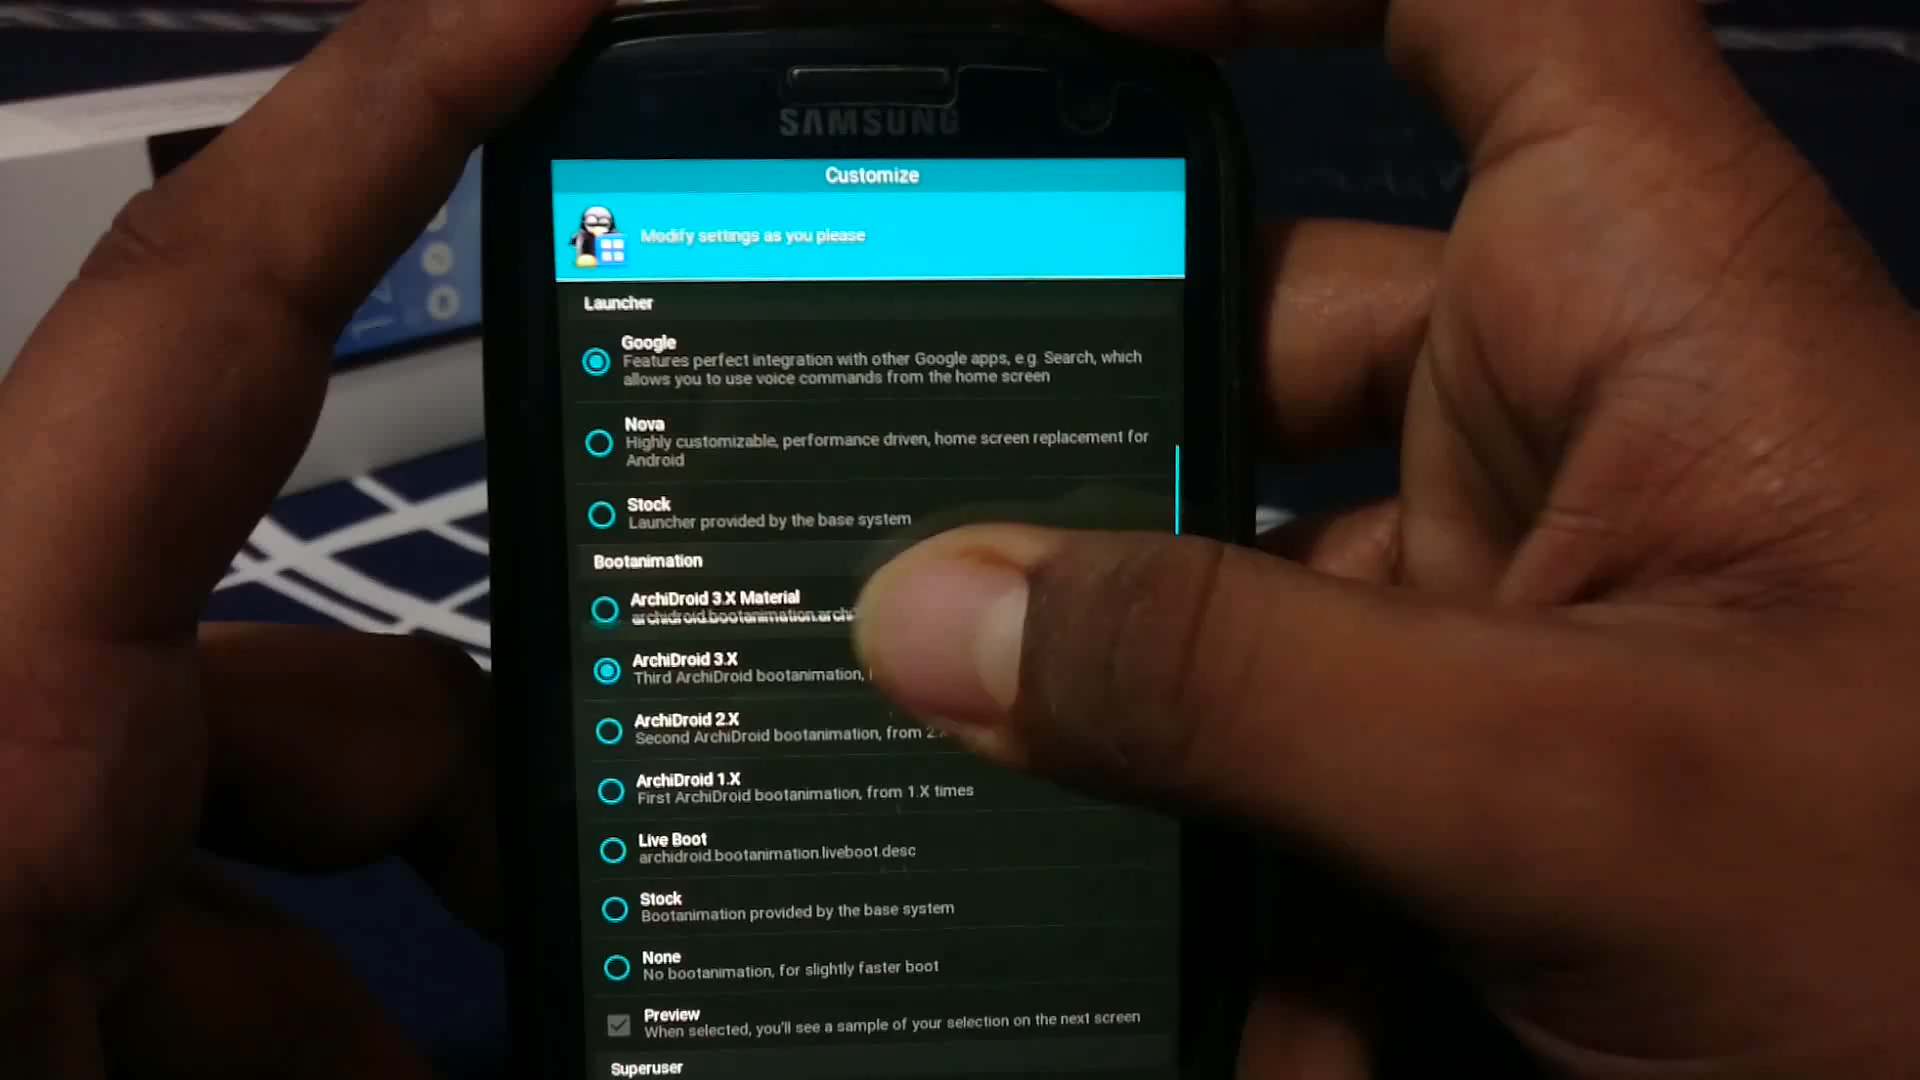 SAMSUNG
Customize
Modify settings as you please
Launcher
Google
Features perfect integration with other Google apps, e.g. Search, which
allows you to use voice commands from the home screen
Nova
Highly customizable, performance driven, home screen replacement for
Android
Stock
Launcher provided by the base system
Bootanimation
ArchiDroid 3.X Material
archidroid.bootanimation.archi
ArchiDroid 3.X
Third ArchiDroid bootanimation,
ArchiDroid 2.X
Second ArchiDroid bootanimation, from 2.X
ArchiDroid 1.X
First ArchiDroid bootanimation, from 1.X times
Live Boot
archidroid.bootanimation.liveboot.desc
Stock
Bootanimation provided by the base system
None
No bootanimation, for slightly faster boot
Preview
When selected, you'll see a sample of your selection on the next screen
Superuser